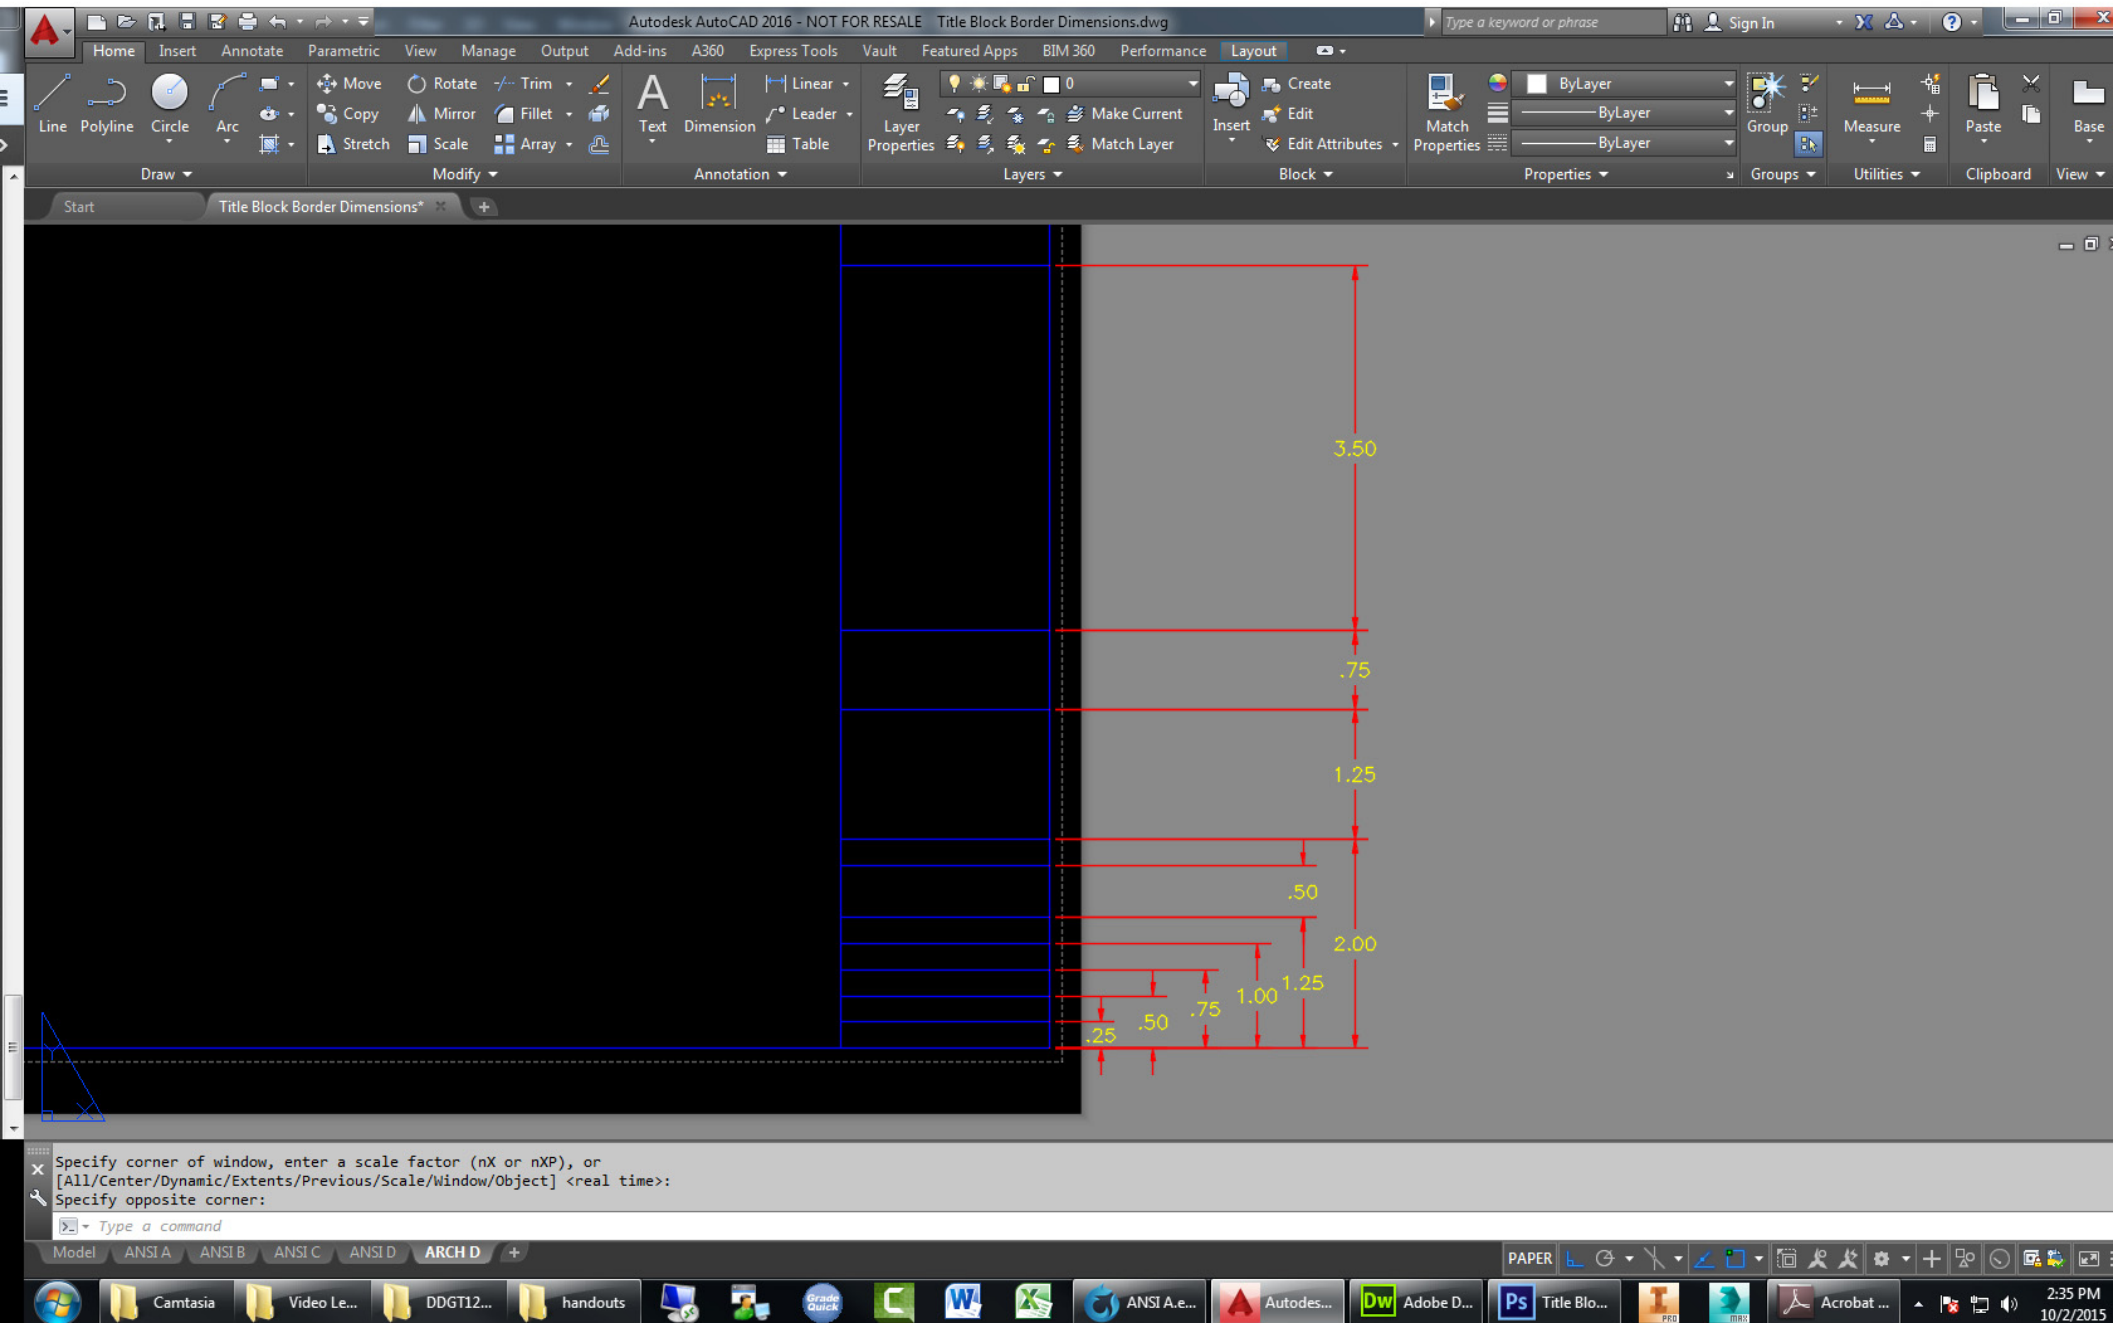 Autodesk AutoCAD 2016 - NOT FOR RESALE Title Block Border Dimensions.dwg
Type a keyword or phrase
Sign In
Home Insert Annotate Parametric View Manage Output Add-ins A360 Express Tools Vault Featured Apps BIM 360 Performance Layout
Move Rotate Trim Linear 0 Create ByLayer
Copy Mirror Fillet Leader Make Current Edit ByLayer
Stretch Scale Array Table Match Layer Edit Attributes ByLayer
Line Polyline Circle Arc Text Dimension Layer Properties Insert Match Properties Group Measure Paste Base
Draw Modify Annotation Layers Block Properties Groups Utilities Clipboard View
Start Title Block Border Dimensions*
3.50
.75
1.25
.50
2.00
1.25
1.00
.75
.50
.25
Y
X
Specify corner of window, enter a scale factor (nX or nXP), or
[All/Center/Dynamic/Extents/Previous/Scale/Window/Object] <real time>:
Specify opposite corner:
Type a command
Model ANSI A ANSI B ANSI C ANSI D ARCH D +
PAPER
Camtasia Video Le... DDGT12... handouts Grade Quick ANSI A.e... Autodes... Dw Adobe D... Ps Title Blo... PRO MAX Acrobat ... 2:35 PM
10/2/2015